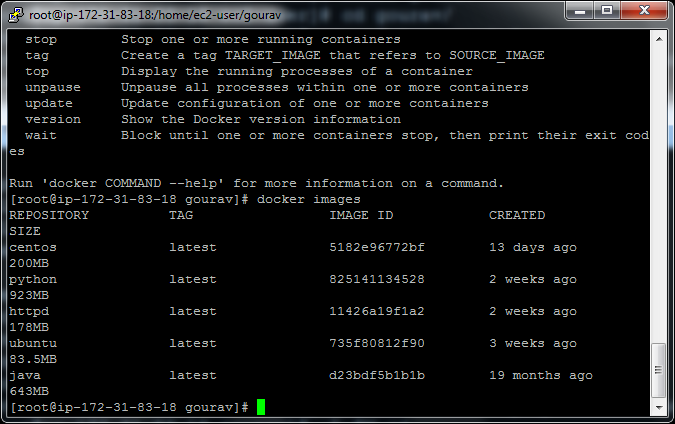 root@ip-172-31-83-18:/home/ec2-user/gourav
stop Stop one or more running containers
tag Create a tag TARGET_IMAGE that refers to SOURCE_IMAGE
top Display the running processes of a container
unpause Unpause all processes within one or more containers
update Update configuration of one or more containers
version Show the Docker version information
wait Block until one or more containers stop, then print their exit cod
es
Run 'docker COMMAND --help' for more information on a command.
[root@ip-172-31-83-18 gourav]# docker images
REPOSITORY TAG IMAGE ID CREATED
SIZE
centos latest 5182e96772bf 13 days ago
200MB
python latest 825141134528 2 weeks ago
923MB
httpd latest 11426a19f1a2 2 weeks ago
178MB
ubuntu latest 735f80812f90 3 weeks ago
83.5MB
java latest d23bdf5b1b1b 19 months ago
643MB
[root@ip-172-31-83-18 gourav]#